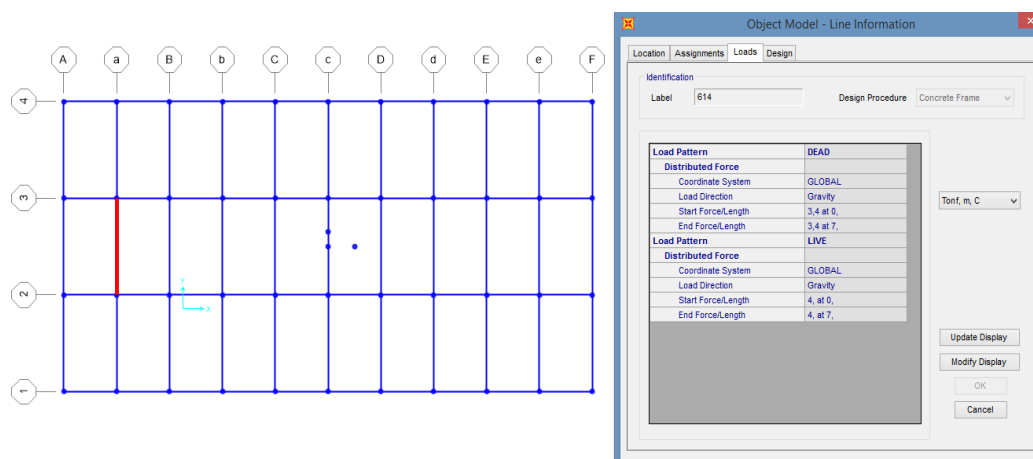 A a B b C c D d E e F
4
3
2
1
Y
X
Object Model - Line Information
x
Location Assignments Loads Design
Identification
Label 614 Design Procedure Concrete Frame
Load Pattern DEAD
Distributed Force
Coordinate System GLOBAL
Load Direction Gravity
Start Force/Length 3,4 at 0,
End Force/Length 3,4 at 7,
Load Pattern LIVE
Distributed Force
Coordinate System GLOBAL
Load Direction Gravity
Start Force/Length 4, at 0,
End Force/Length 4, at 7,
Tonf, m, C
Update Display
Modify Display
OK
Cancel